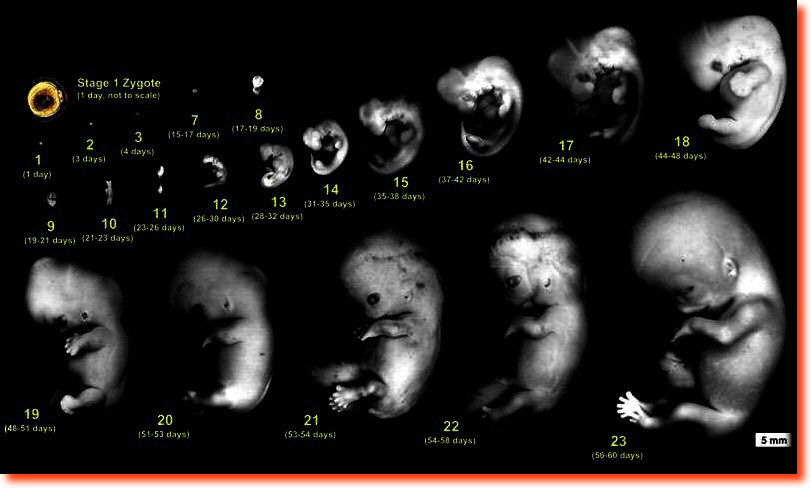 Stage 1 Zygote
(1 day, not to scale)
1
(1 day)
2
(3 days)
3
(4 days)
7
(15-17 days)
8
(17-19 days)
9
(19-21 days)
10
(21-23 days)
11
(23-26 days)
12
(26-30 days)
13
(28-32 days)
14
(31-35 days)
15
(35-38 days)
16
(37-42 days)
17
(42-44 days)
18
(44-48 days)
19
(48-51 days)
20
(51-53 days)
21
(53-54 days)
22
(54-58 days)
23
(56-60 days)
5 mm